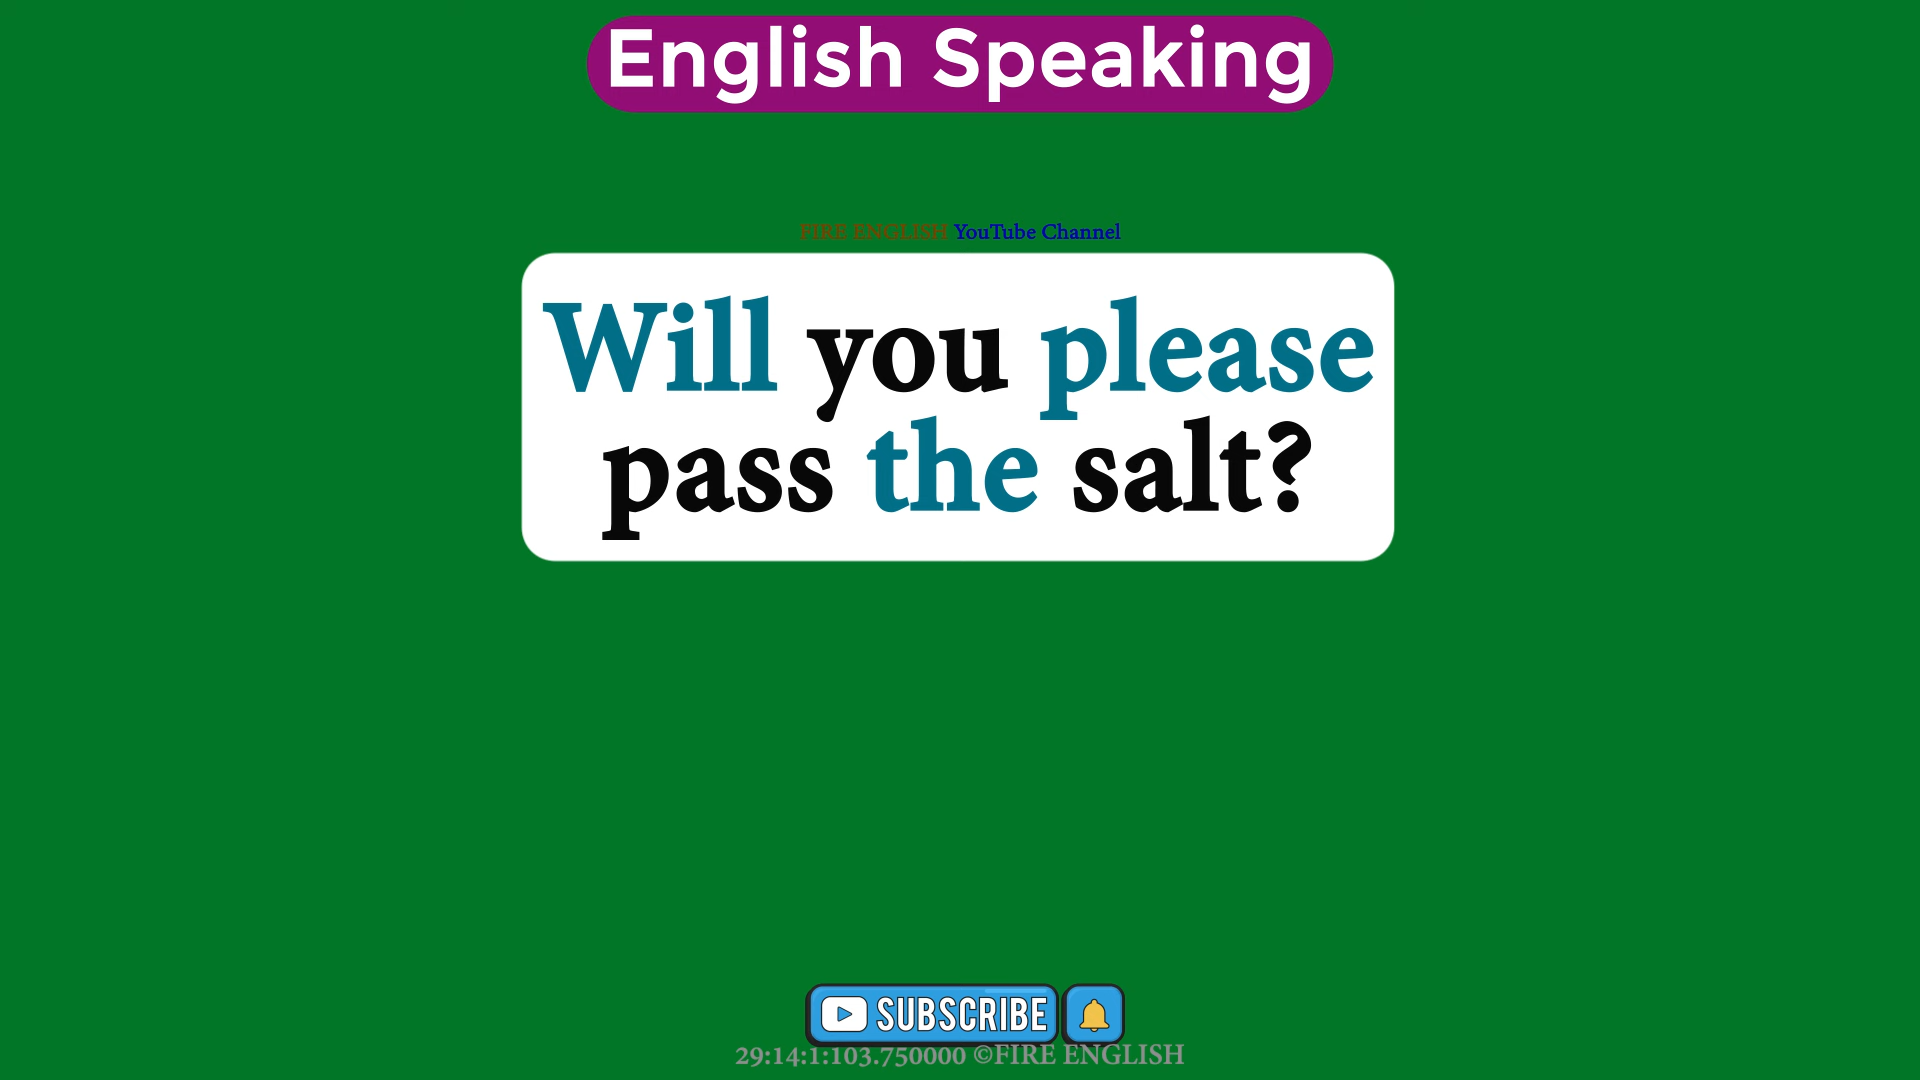 English Speaking
FIRE ENGLISH YouTube Channel
Will you please
pass the salt?
SUBSCRIBE
29:14:1:103.750000 ©FIRE ENGLISH